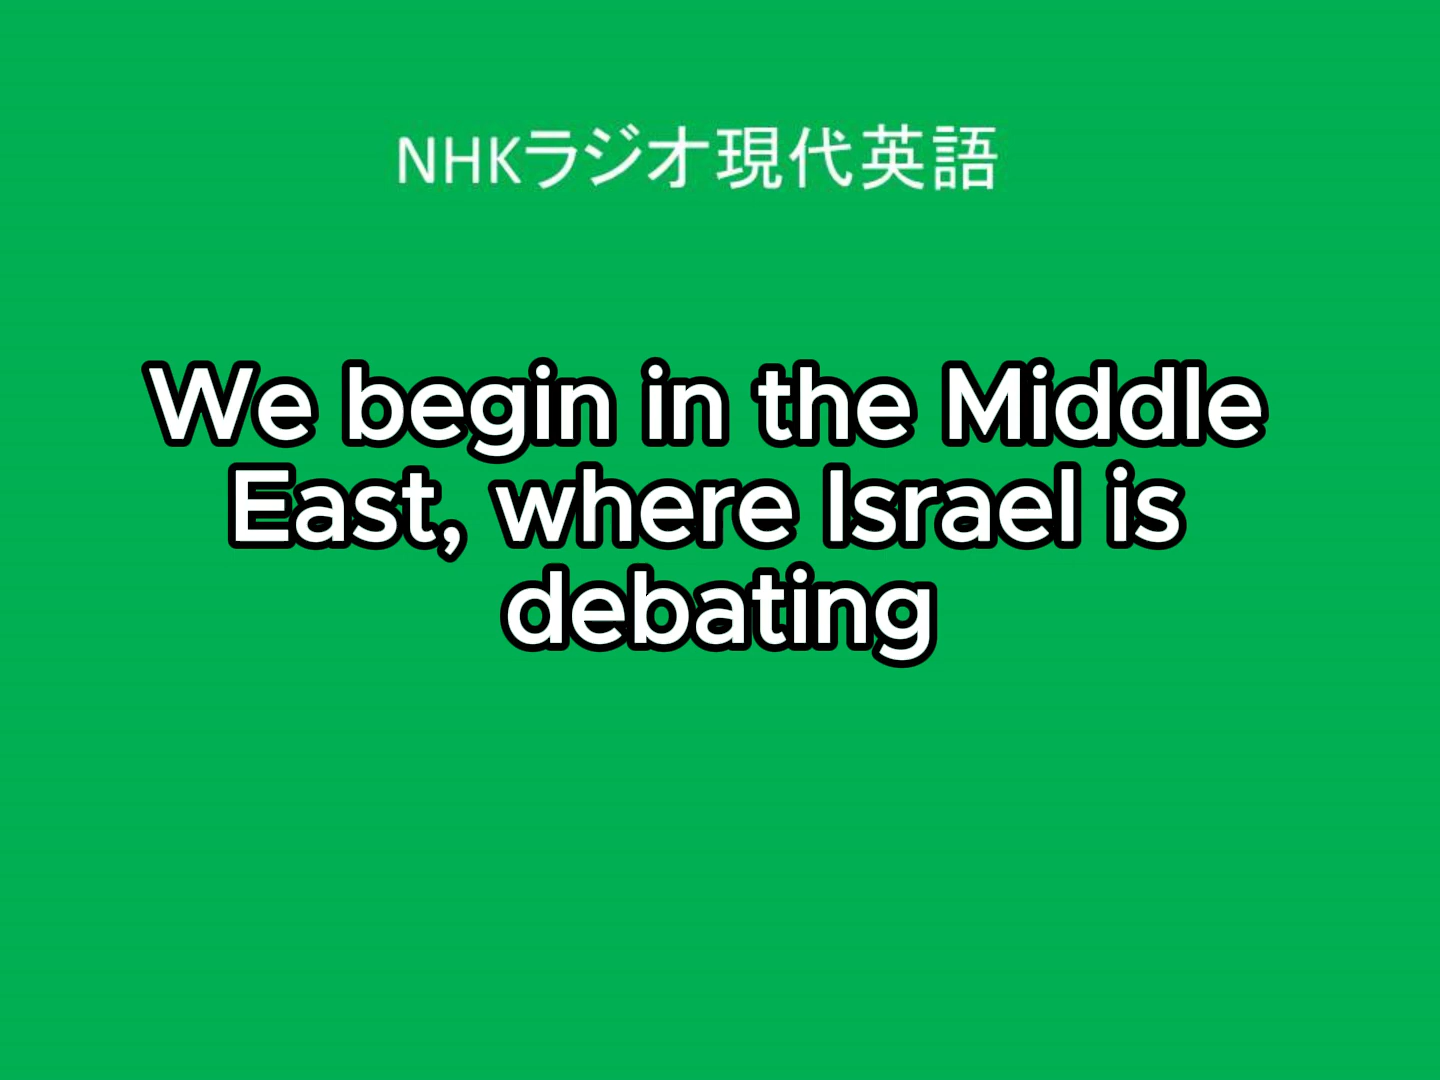 NHKラジオ現代英語
We begin in the Middle
East, where Israel is
debating